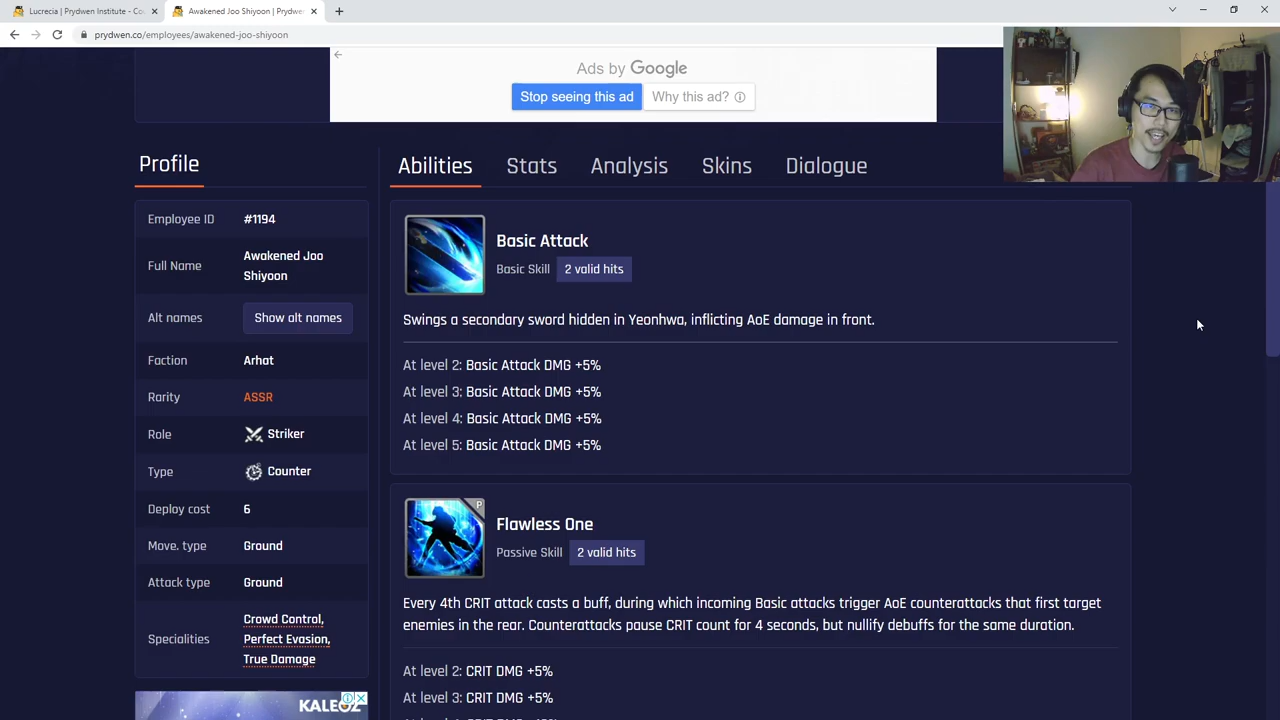 Lucrecia | Prydwen Institute - Co
Awakened Joo Shiyoon | Prydwe
prydwen.co/employees/awakened-joo-shiyoon
Ads by Google
Stop seeing this ad
Why this ad?
Profile
Employee ID #1194
Full Name Awakened Joo
Shiyoon
Alt names Show alt names
Faction Arhat
Rarity ASSR
Role Striker
Type Counter
Deploy cost 6
Move. type Ground
Attack type Ground
Specialities Crowd Control,
Perfect Evasion,
True Damage
KALEOZ
Abilities Stats Analysis Skins Dialogue
Basic Attack
Basic Skill 2 valid hits
Swings a secondary sword hidden in Yeonhwa, inflicting AoE damage in front.
At level 2: Basic Attack DMG +5%
At level 3: Basic Attack DMG +5%
At level 4: Basic Attack DMG +5%
At level 5: Basic Attack DMG +5%
P
Flawless One
Passive Skill 2 valid hits
Every 4th CRIT attack casts a buff, during which incoming Basic attacks trigger AoE counterattacks that first target
enemies in the rear. Counterattacks pause CRIT count for 4 seconds, but nullify debuffs for the same duration.
At level 2: CRIT DMG +5%
At level 3: CRIT DMG +5%